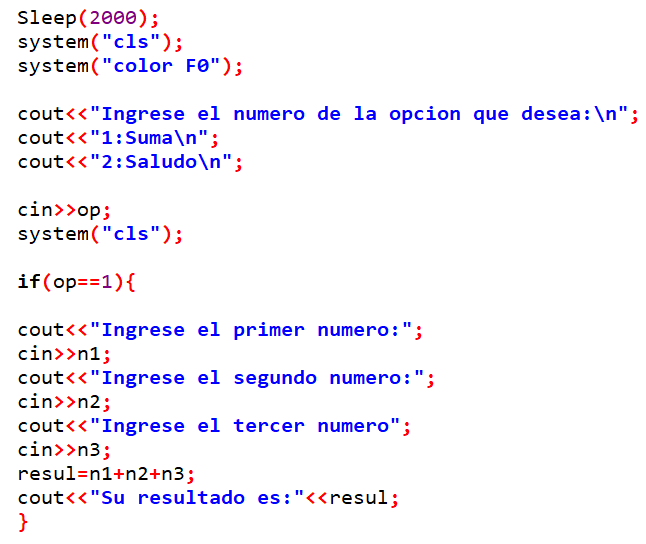 Sleep(2000);
system("cls");
system("color F0");
cout<<"Ingrese el numero de la opcion que desea:\n";
cout<<"1:Suma\n";
cout<<"2:Saludo\n";
cin>>op;
system("cls");
if(op==1){
cout<<"Ingrese el primer numero:";
cin>>n1;
cout<<"Ingrese el segundo numero:";
cin>>n2;
cout<<"Ingrese el tercer numero";
cin>>n3;
resul=n1+n2+n3;
cout<<"Su resultado es:"<<resul;
}